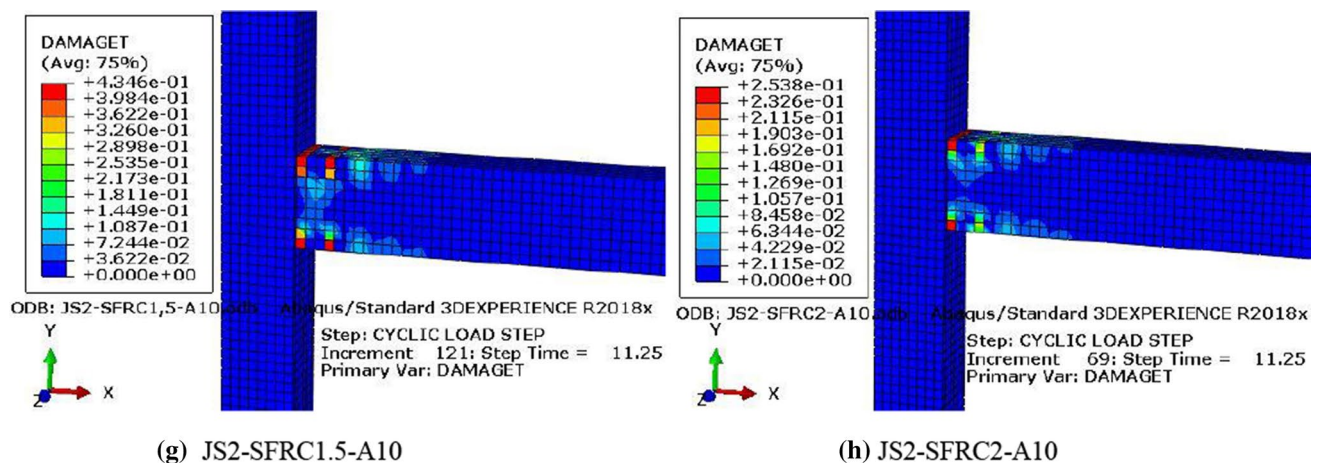 DAMAGET
(Avg: 75%)
+4.346e-01
+3.984e-01
+3.622e-01
+3.260e-01
+2.898e-01
+2.535e-01
+2.173e-01
+1.811e-01
+1.449e-01
+1.087e-01
+7.244e-02
+3.622e-02
+0.000e+00
ODB: JS2-SFRC1,5-A10.odb Abaqus/Standard 3DEXPERIENCE R2018x
Y
Step: CYCLIC LOAD STEP
Increment 121: Step Time = 11.25
Primary Var: DAMAGET
X
Z
(g) JS2-SFRC1.5-A10
DAMAGET
(Avg: 75%)
+2.538e-01
+2.326e-01
+2.115e-01
+1.903e-01
+1.692e-01
+1.480e-01
+1.269e-01
+1.057e-01
+8.458e-02
+6.344e-02
+4.229e-02
+2.115e-02
+0.000e+00
ODB: JS2-SFRC2-A10.odb Abaqus/Standard 3DEXPERIENCE R2018x
Y
Step: CYCLIC LOAD STEP
Increment 69: Step Time = 11.25
Primary Var: DAMAGET
X
Z
(h) JS2-SFRC2-A10